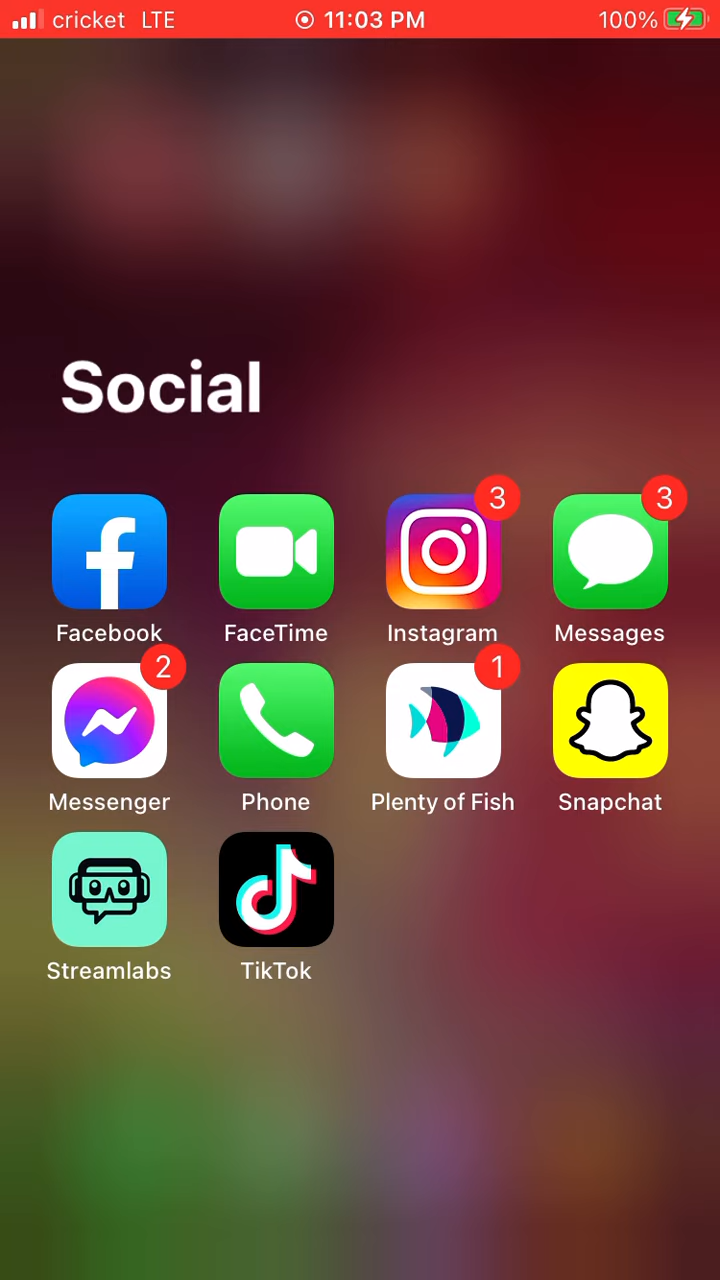 cricket LTE 11:03 PM 100%
Social
3 3
Facebook FaceTime Instagram Messages
2 1
Messenger Phone Plenty of Fish Snapchat
Streamlabs TikTok